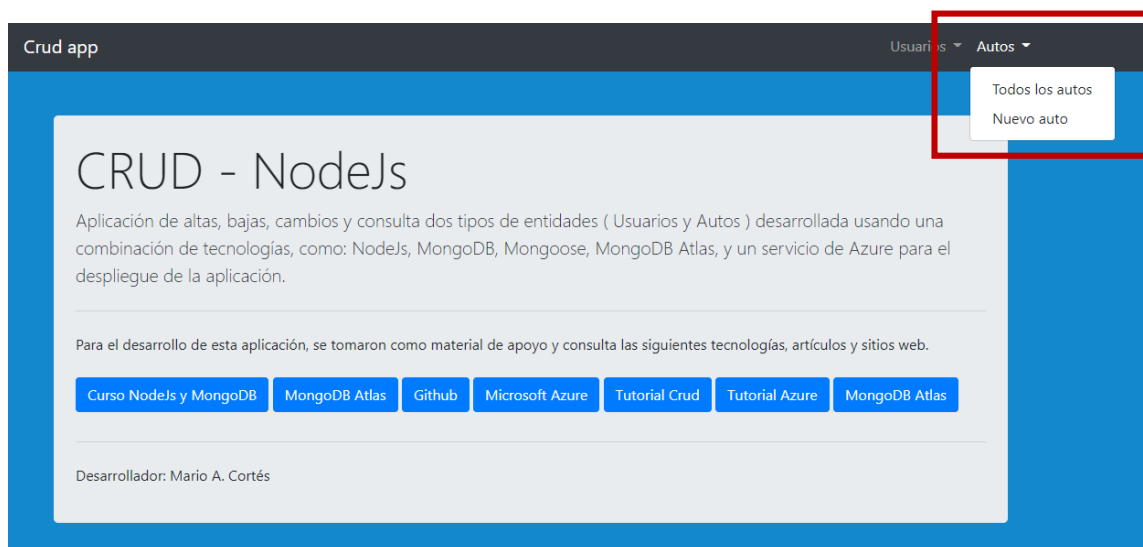 Crud app
Usuarios Autos
Todos los autos
Nuevo auto
CRUD - NodeJs
Aplicación de altas, bajas, cambios y consulta dos tipos de entidades ( Usuarios y Autos ) desarrollada usando una
combinación de tecnologías, como: NodeJs, MongoDB, Mongoose, MongoDB Atlas, y un servicio de Azure para el
despliegue de la aplicación.
Para el desarrollo de esta aplicación, se tomaron como material de apoyo y consulta las siguientes tecnologías, artículos y sitios web.
Curso NodeJs y MongoDB MongoDB Atlas Github Microsoft Azure Tutorial Crud Tutorial Azure MongoDB Atlas
Desarrollador: Mario A. Cortés